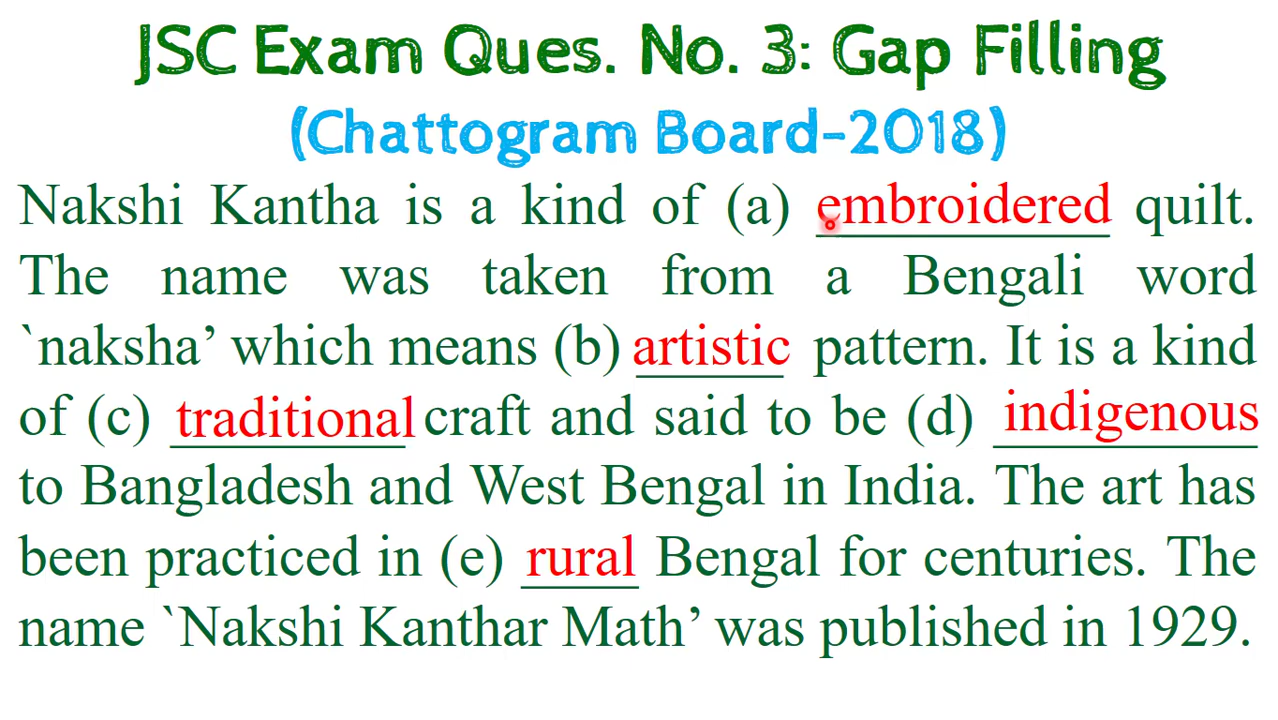 JSC Exam Ques. No. 3: Gap Filling
(Chattogram Board-2018)
Nakshi Kantha is a kind of (a) embroidered quilt.
The name was taken from a Bengali word
`naksha’ which means (b) artistic pattern. It is a kind
of (c) traditional craft and said to be (d) indigenous
to Bangladesh and West Bengal in India. The art has
been practiced in (e) rural Bengal for centuries. The
name `Nakshi Kanthar Math’ was published in 1929.